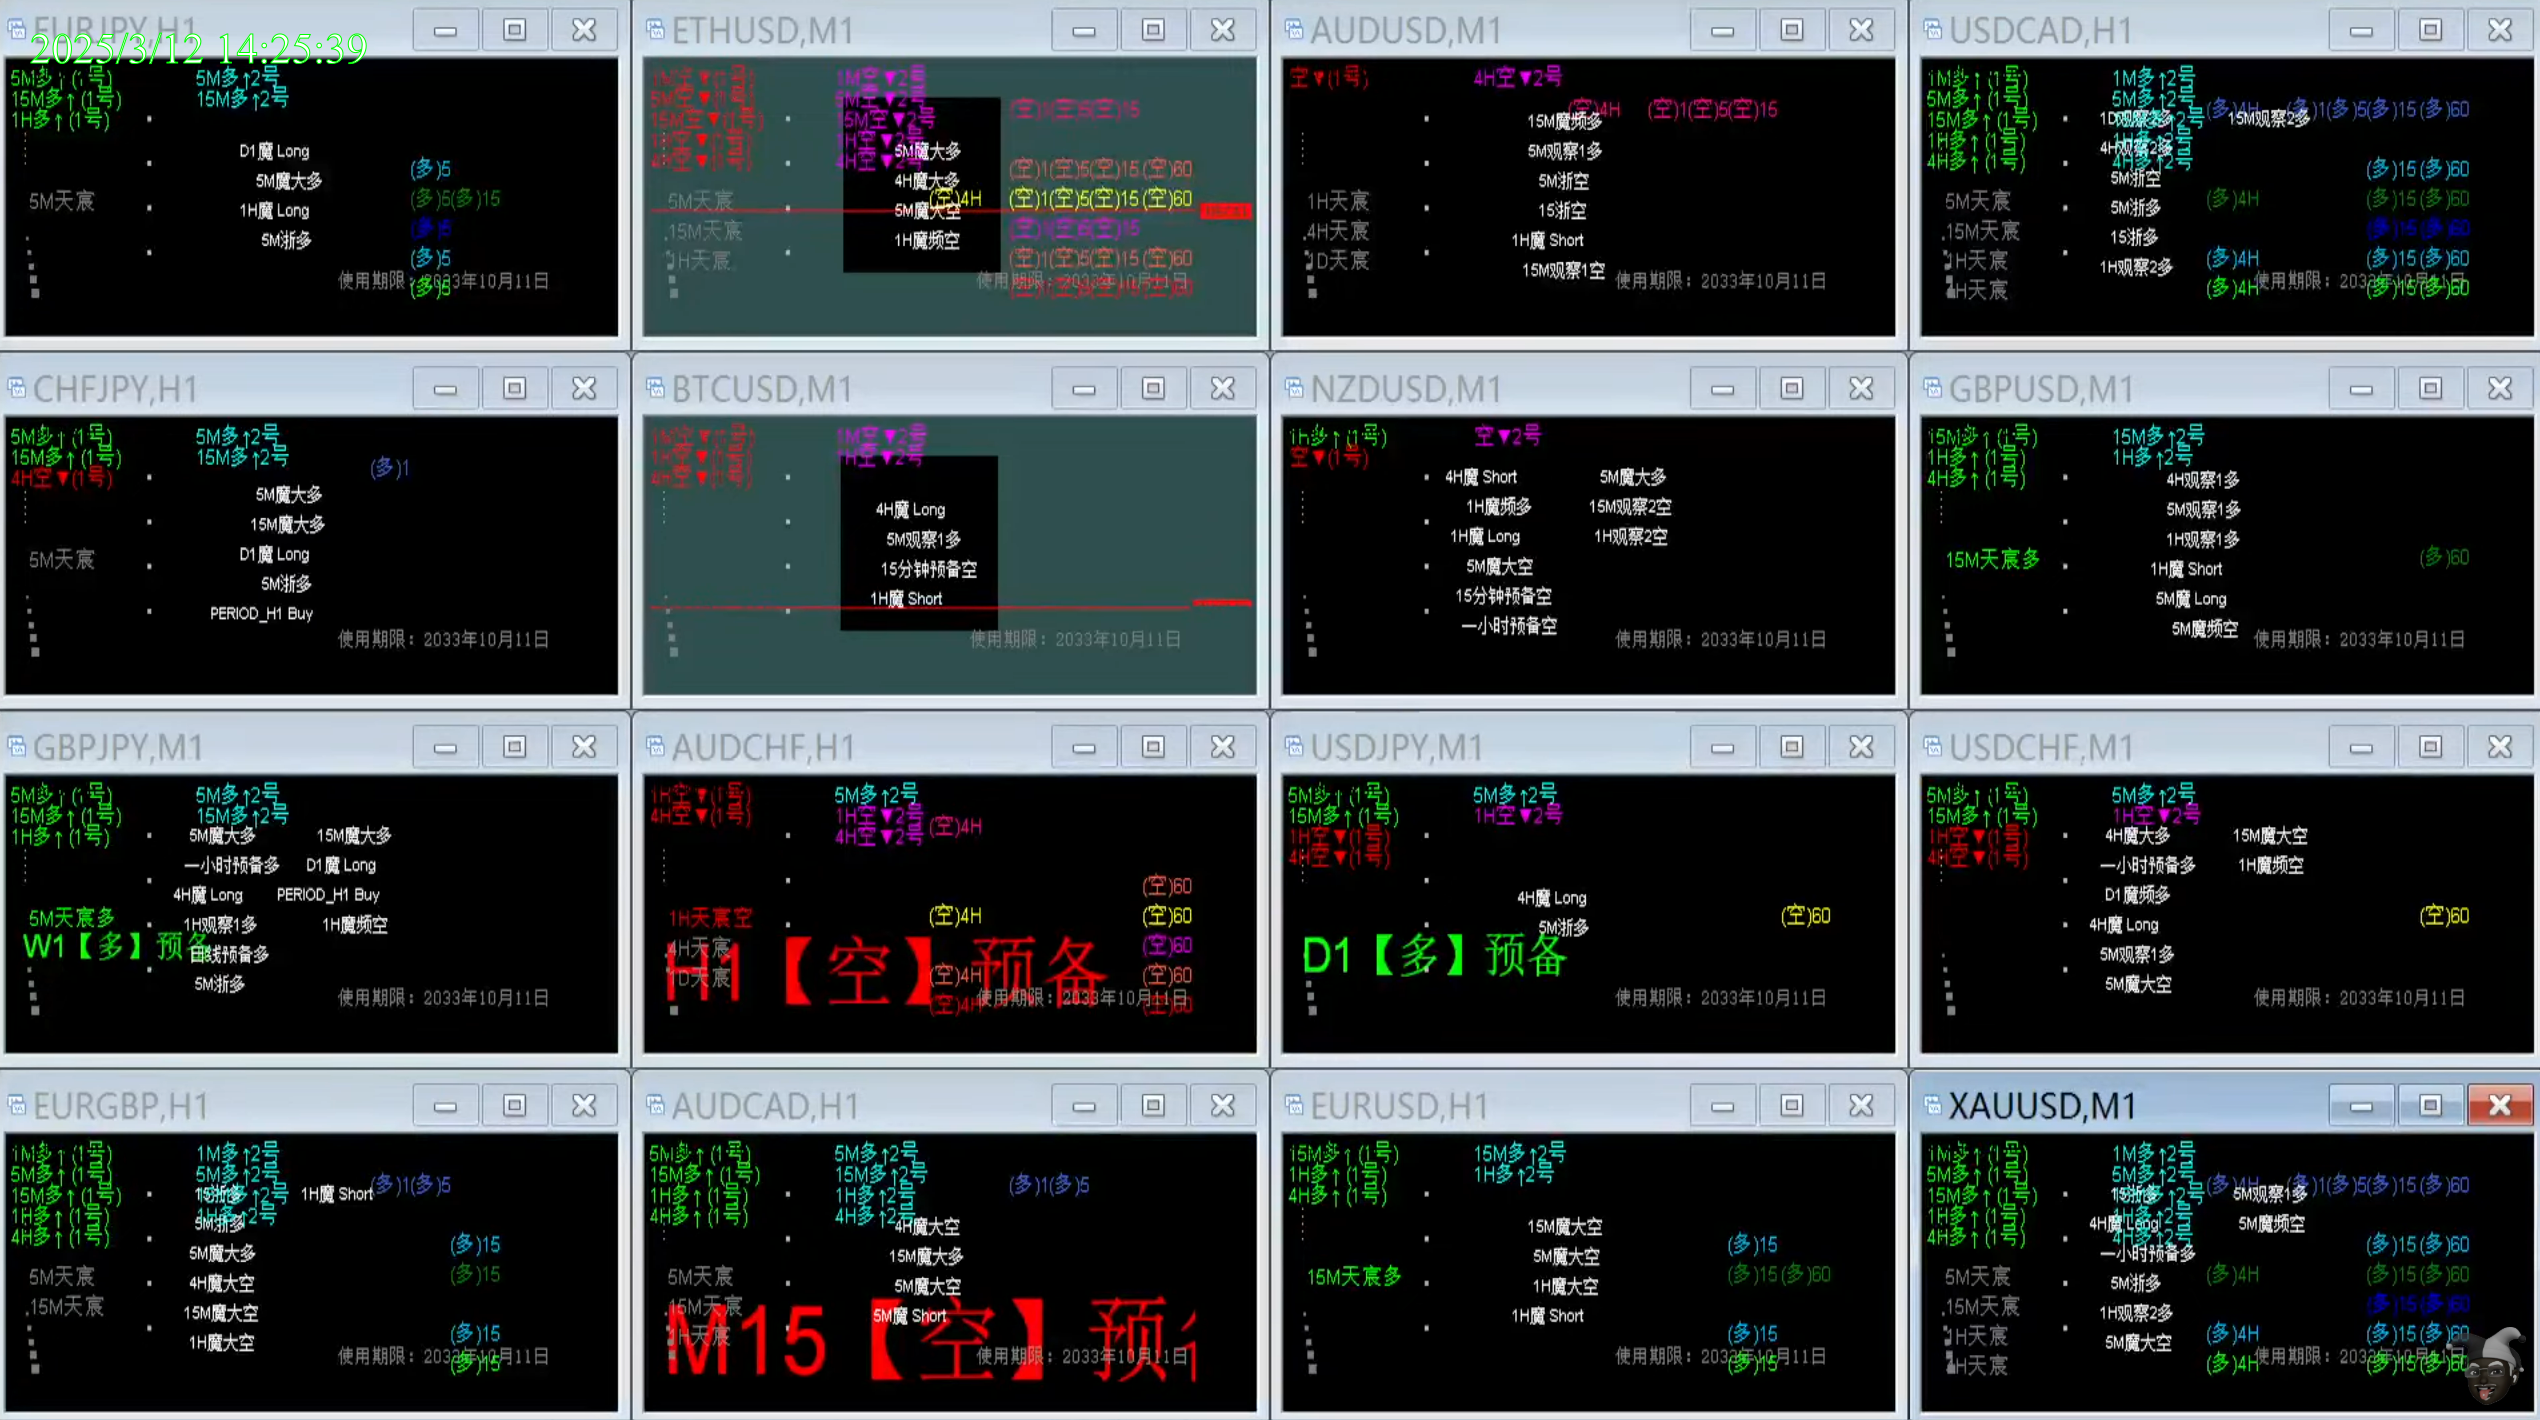 EURJPY,H1
2025/3/12 14:25:39
5M多↑(1号) 5M多↑2号
15M多↑(1号) 15M多↑2号
1H多↑(1号)
D1魔 Long
(多)5
5M魔大多
5M天宸 (多)5(多)15
1H魔 Long
(多)5
5M浙多
(多)5
使用期限：2033年10月11日
(多)5
ETHUSD,M1
1M空▼(1号) 1M空▼2号
5M空▼(1号) 5M空▼2号
15M空▼(1号) 15M空▼2号
1H空▼(1号) 1H空▼2号
4H空▼(1号) 4H空▼2号
(空)1(空)5(空)15
5M魔大多
(空)1(空)5(空)15(空)60
4H魔大多
5M天宸 (空)4H (空)1(空)5(空)15(空)60
5M魔大空
.15M天宸 (空)1(空)5(空)15
1H魔频空
1H天宸 (空)1(空)5(空)15(空)60
使用期限：2033年10月11日
AUDUSD,M1
空▼(1号) 4H空▼2号
(空)4H (空)1(空)5(空)15
15M魔频多
5M观察1多
5M浙空
1H天宸
15浙空
.4H天宸
1H魔 Short
1D天宸
15M观察1空
使用期限：2033年10月11日
USDCAD,H1
1M多↑(1号) 1M多↑2号
5M多↑(1号) 5M多↑2号
(多)4H (多)1(多)5(多)15(多)60
15M多↑(1号) 15M观察2多
1H多↑(1号)
4H观察2多
4H多↑(1号) 4H多↑2号
(多)15(多)60
5M浙空
5M天宸 (多)4H (多)15(多)60
5M浙多
.15M天宸 (多)15(多)60
15浙多
1H天宸 (多)4H (多)15(多)60
1H观察2多
4H天宸 (多)4H (多)15(多)60
CHFJPY,H1
5M多↑(1号) 5M多↑2号
15M多↑(1号) 15M多↑2号
4H空▼(1号) (多)1
5M魔大多
15M魔大多
5M天宸 D1魔 Long
5M浙多
PERIOD_H1 Buy
使用期限：2033年10月11日
BTCUSD,M1
1M空▼(1号) 1M空▼2号
1H空▼(1号) 1H空▼2号
4H空▼(1号)
4H魔 Long
5M观察1多
15分钟预备空
1H魔 Short
使用期限：2033年10月11日
NZDUSD,M1
1H多↑(1号) 空▼2号
空▼(1号)
4H魔 Short 5M魔大多
1H魔频多 15M观察2空
1H魔 Long 1H观察2空
5M魔大空
15分钟预备空
一小时预备空
使用期限：2033年10月11日
GBPUSD,M1
15M多↑(1号) 15M多↑2号
1H多↑(1号) 1H多↑2号
4H多↑(1号)
4H观察1多
5M观察1多
1H观察1多
15M天宸多 (多)60
1H魔 Short
5M魔 Long
5M魔频空
使用期限：2033年10月11日
GBPJPY,M1
5M多↑(1号) 5M多↑2号
15M多↑(1号) 15M多↑2号
1H多↑(1号) 5M魔大多 15M魔大多
一小时预备多 D1魔 Long
4H魔 Long PERIOD_H1 Buy
5M天宸多 1H观察1多 1H魔频空
W1【多】预备
日线预备多
5M浙多
使用期限：2033年10月11日
AUDCHF,H1
1H空▼(1号) 5M多↑2号
4H空▼(1号) 1H空▼2号
4H空▼2号 (空)4H
(空)60
1H天宸空 (空)4H (空)60
4H天宸 (空)60
H1【空】预备
1D天宸 (空)4H (空)60
使用期限：2033年10月11日
(空)4H (空)60
USDJPY,M1
5M多↑(1号) 5M多↑2号
15M多↑(1号) 1H空▼2号
1H空▼(1号)
4H空▼(1号)
4H魔 Long
(空)60
5M浙多
D1【多】预备
使用期限：2033年10月11日
USDCHF,M1
5M多↑(1号) 5M多↑2号
15M多↑(1号) 1H空▼2号
1H空▼(1号) 4H魔大多 15M魔大空
4H空▼(1号) 一小时预备多 1H魔频空
D1魔频多
4H魔 Long (空)60
5M观察1多
5M魔大空
使用期限：2033年10月11日
EURGBP,H1
1M多↑(1号) 1M多↑2号
5M多↑(1号) 5M多↑2号
(多)1(多)5
15M多↑(1号) 1H魔 Short
1H多↑(1号) 1H多↑2号
5M浙多
4H多↑(1号)
(多)15
5M魔大多
5M天宸 (多)15
4H魔大空
.15M天宸
15M魔大空
(多)15
1H魔大空
使用期限：2033年10月11日
(多)15
AUDCAD,H1
5M多↑(1号) 5M多↑2号
15M多↑(1号) 15M多↑2号
(多)1(多)5
1H多↑(1号) 1H多↑2号
4H多↑(1号) 4H多↑2号
4H魔大空
15M魔大多
5M天宸
5M魔大空
15M天宸
5M魔 Short
1H天宸
M15【空】预
使用期限：2033年10月11日
EURUSD,H1
15M多↑(1号) 15M多↑2号
1H多↑(1号) 1H多↑2号
4H多↑(1号)
15M魔大空
(多)15
5M魔大空
15M天宸多 (多)15(多)60
1H魔大空
1H魔 Short
(多)15
使用期限：2033年10月11日
(多)15
XAUUSD,M1
1M多↑(1号) 1M多↑2号
5M多↑(1号) 5M多↑2号
(多)4H (多)1(多)5(多)15(多)60
15M多↑(1号) 5M观察1多
1H多↑(1号) 1H多↑2号
4H魔 Long 5M魔频空
4H多↑(1号) 4H多↑2号
(多)15(多)60
一小时预备多
5M天宸 (多)4H (多)15(多)60
5M浙多
.15M天宸 (多)15(多)60
1H观察2多
1H天宸 (多)4H (多)15(多)60
5M魔大空
4H天宸 (多)4H (多)15(多)60